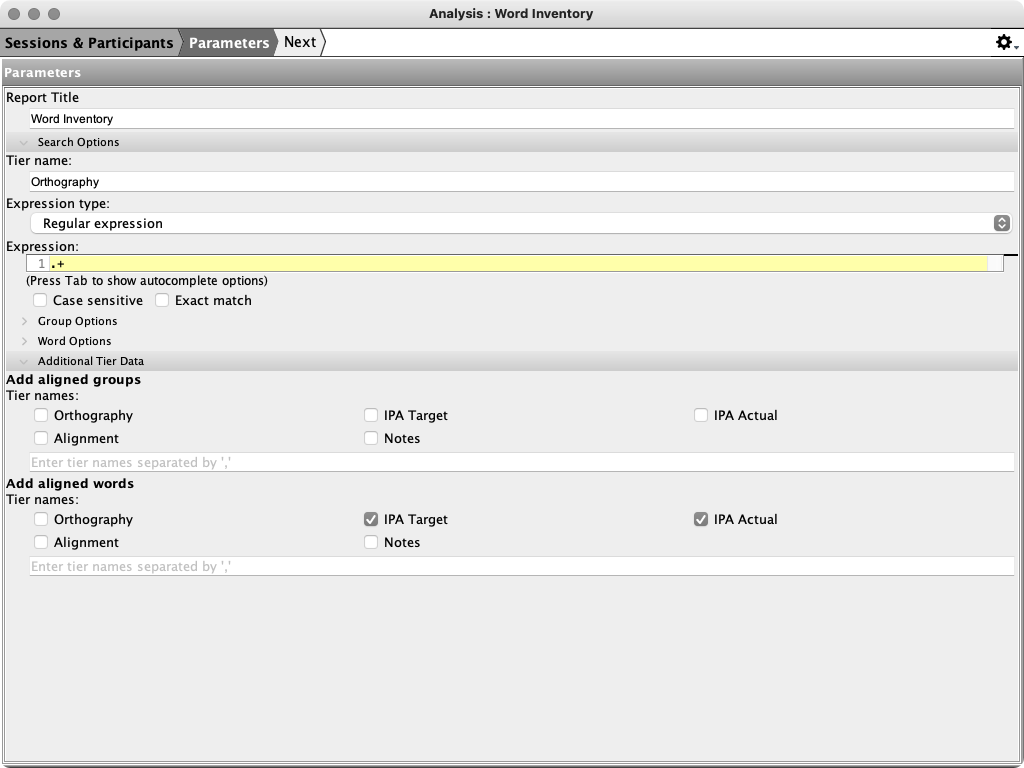 Analysis : Word Inventory
Sessions & Participants Parameters Next
Parameters
Report Title
Word Inventory
Search Options
Tier name:
Orthography
Expression type:
Regular expression
Expression:
1 .+
(Press Tab to show autocomplete options)
Case sensitive Exact match
Group Options
Word Options
Additional Tier Data
Add aligned groups
Tier names:
Orthography IPA Target IPA Actual
Alignment Notes
Enter tier names separated by ','
Add aligned words
Tier names:
Orthography IPA Target IPA Actual
Alignment Notes
Enter tier names separated by ','